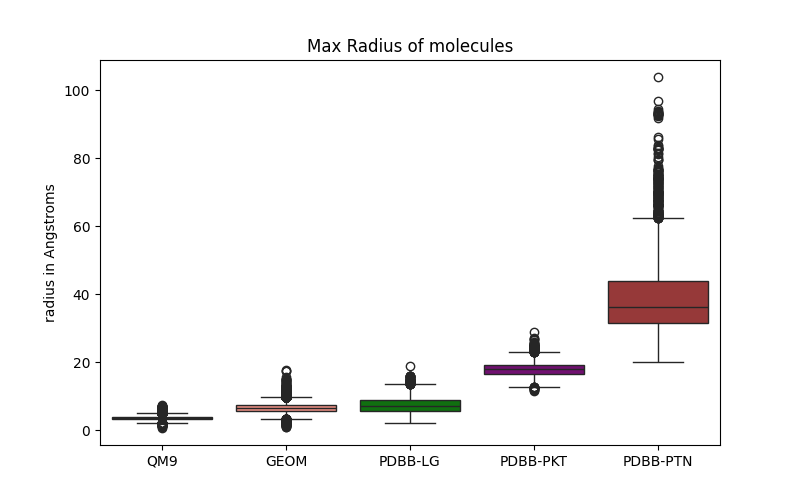 Max Radius of molecules
radius in Angstroms
100
80
60
40
20
0
QM9 GEOM PDBB-LG PDBB-PKT PDBB-PTN